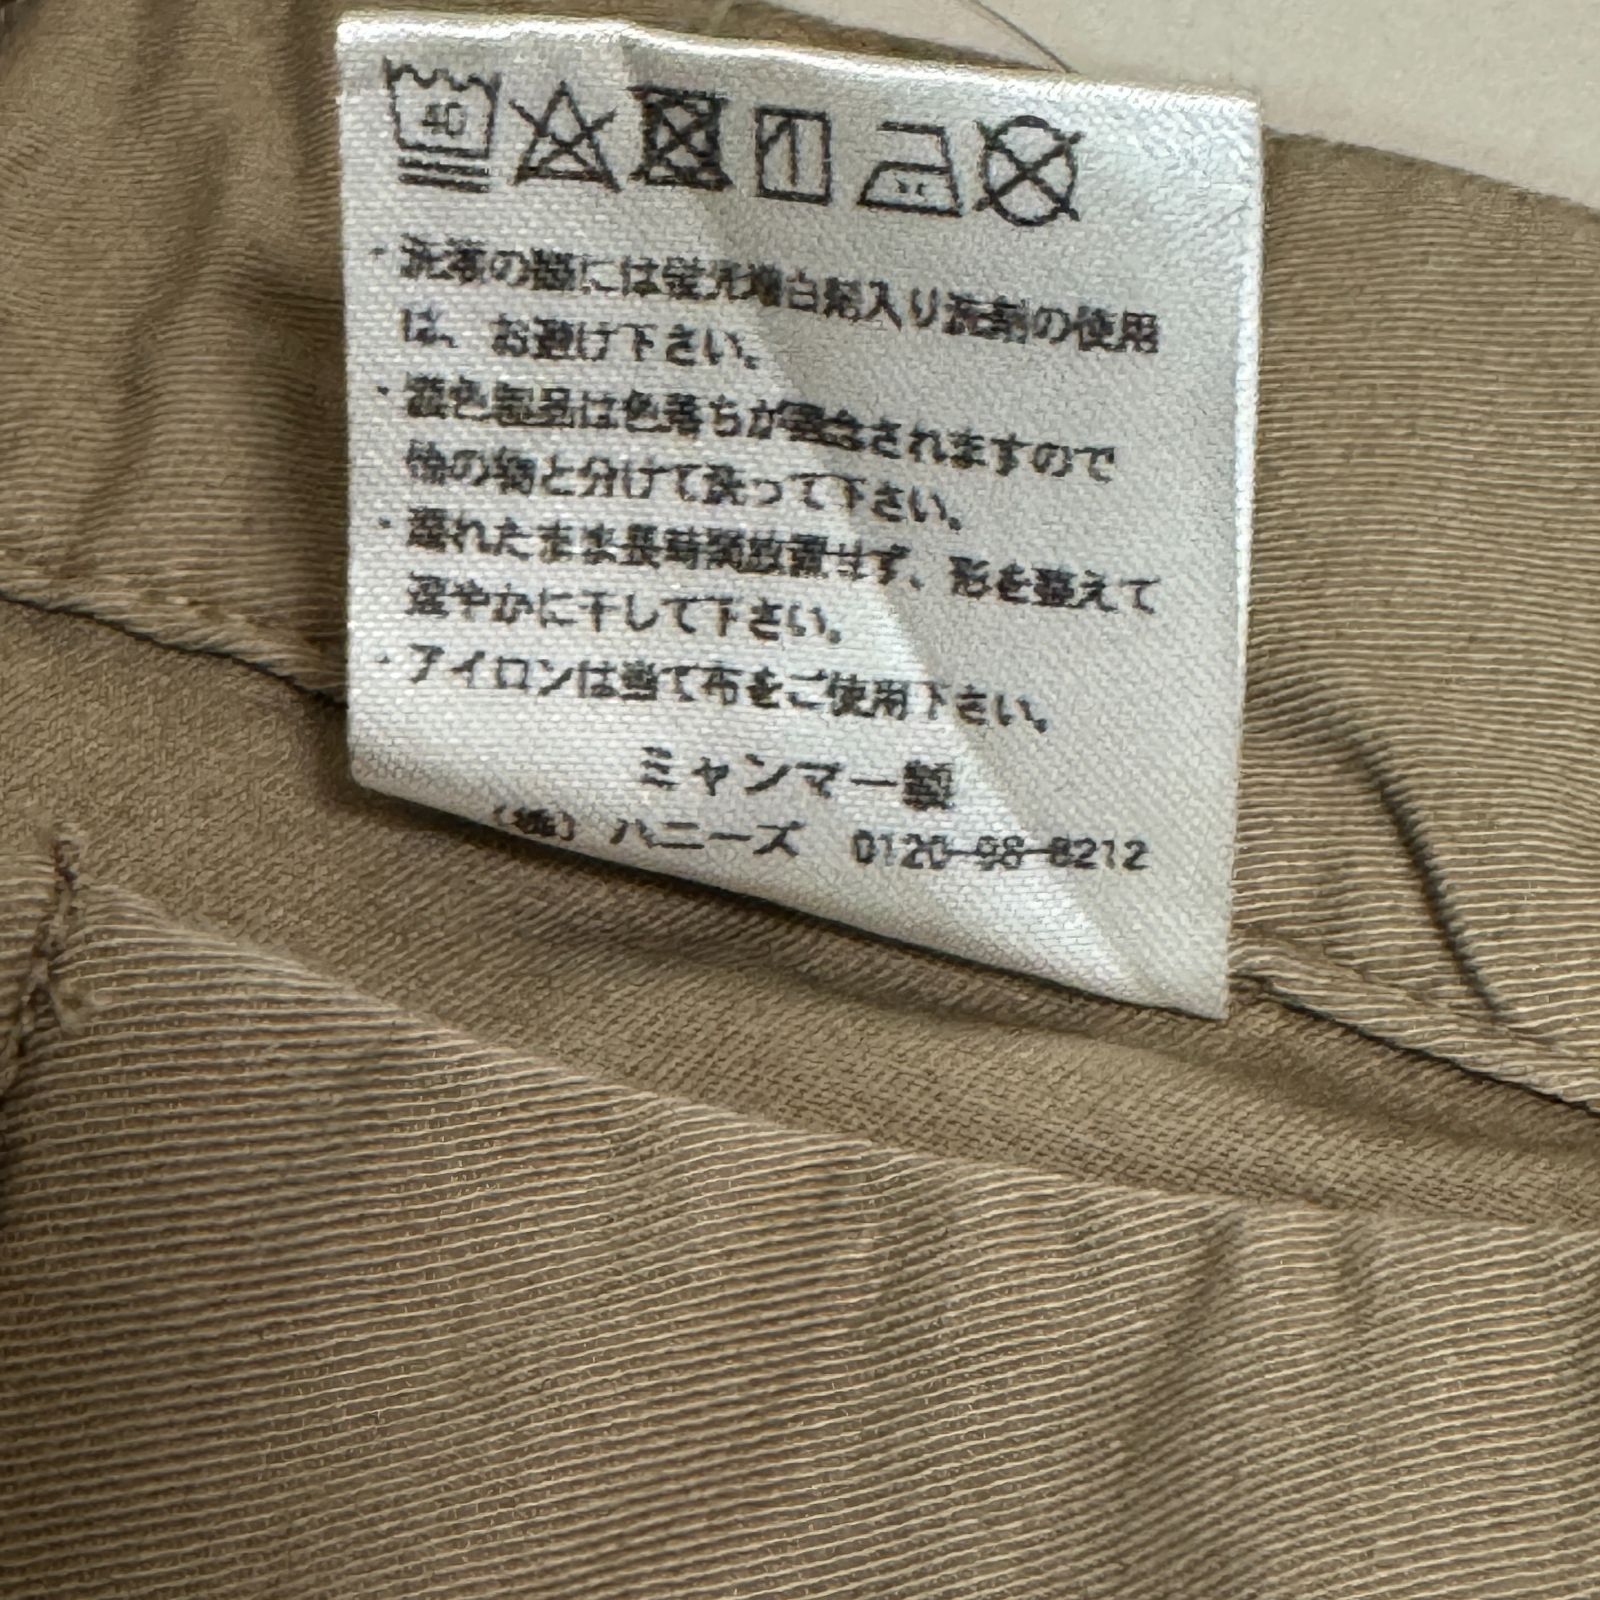 40
・洗濯の際には蛍光増白剤入り洗剤の使用
は、お避け下さい。
・濃色製品は色落ちが懸念されますので
他の物と分けて洗って下さい。
・濡れたまま長時間放置せず、形を整えて
速やかに干して下さい。
・アイロンは当て布をご使用下さい。
ミャンマー製
(株) ハニーズ 0120-98-8212